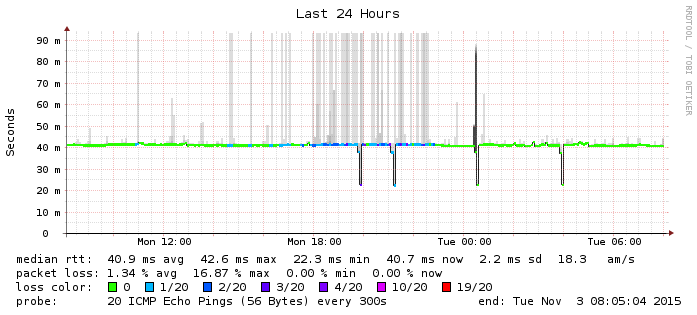 Last 24 Hours
RRDTOOL / TOBI OETIKER
Seconds
90 m
80 m
70 m
60 m
50 m
40 m
30 m
20 m
10 m
0
Mon 12:00 Mon 18:00 Tue 00:00 Tue 06:00
median rtt: 40.9 ms avg 42.6 ms max 22.3 ms min 40.7 ms now 2.2 ms sd 18.3 am/s
packet loss: 1.34 % avg 16.87 % max 0.00 % min 0.00 % now
loss color: 0 1/20 2/20 3/20 4/20 10/20 19/20
probe: 20 ICMP Echo Pings (56 Bytes) every 300s end: Tue Nov 3 08:05:04 2015